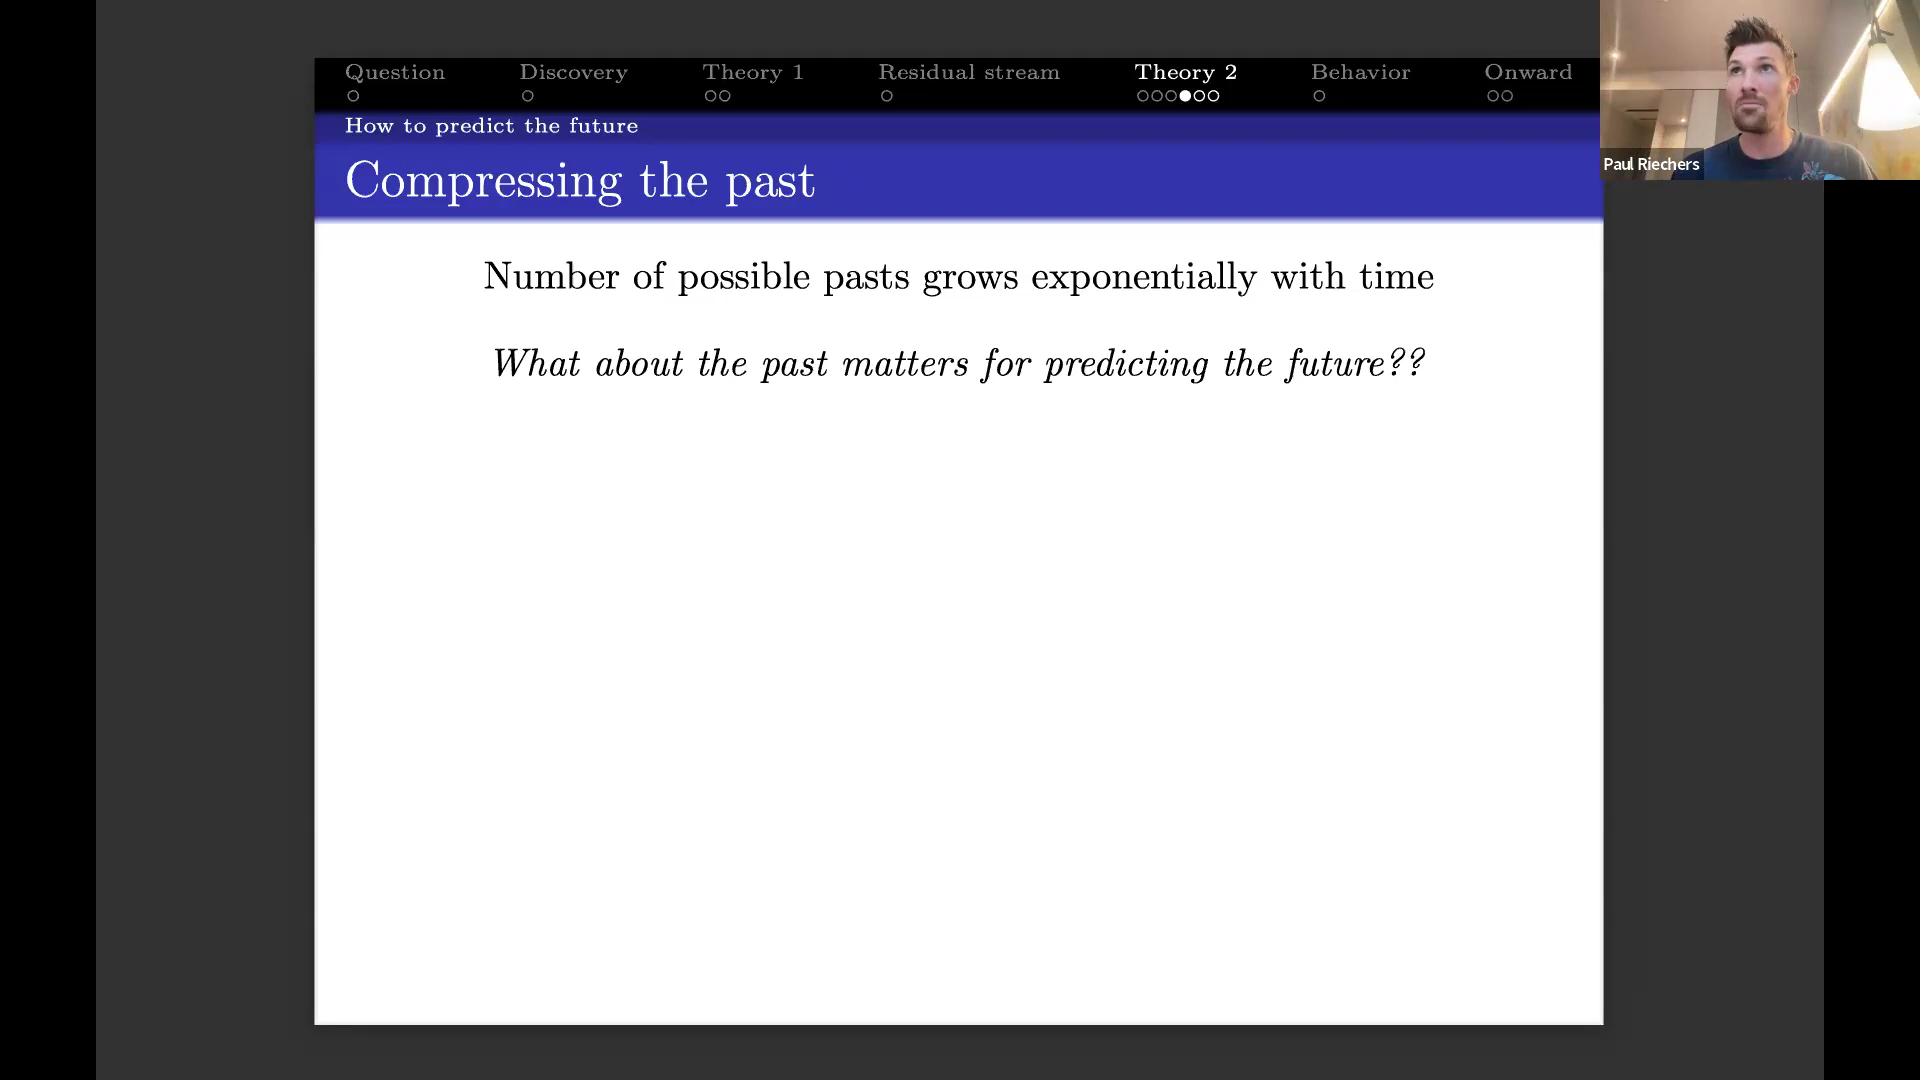 Question Discovery Theory 1 Residual stream Theory 2 Behavior Onward
How to predict the future
Compressing the past
Paul Riechers
Number of possible pasts grows exponentially with time
What about the past matters for predicting the future??